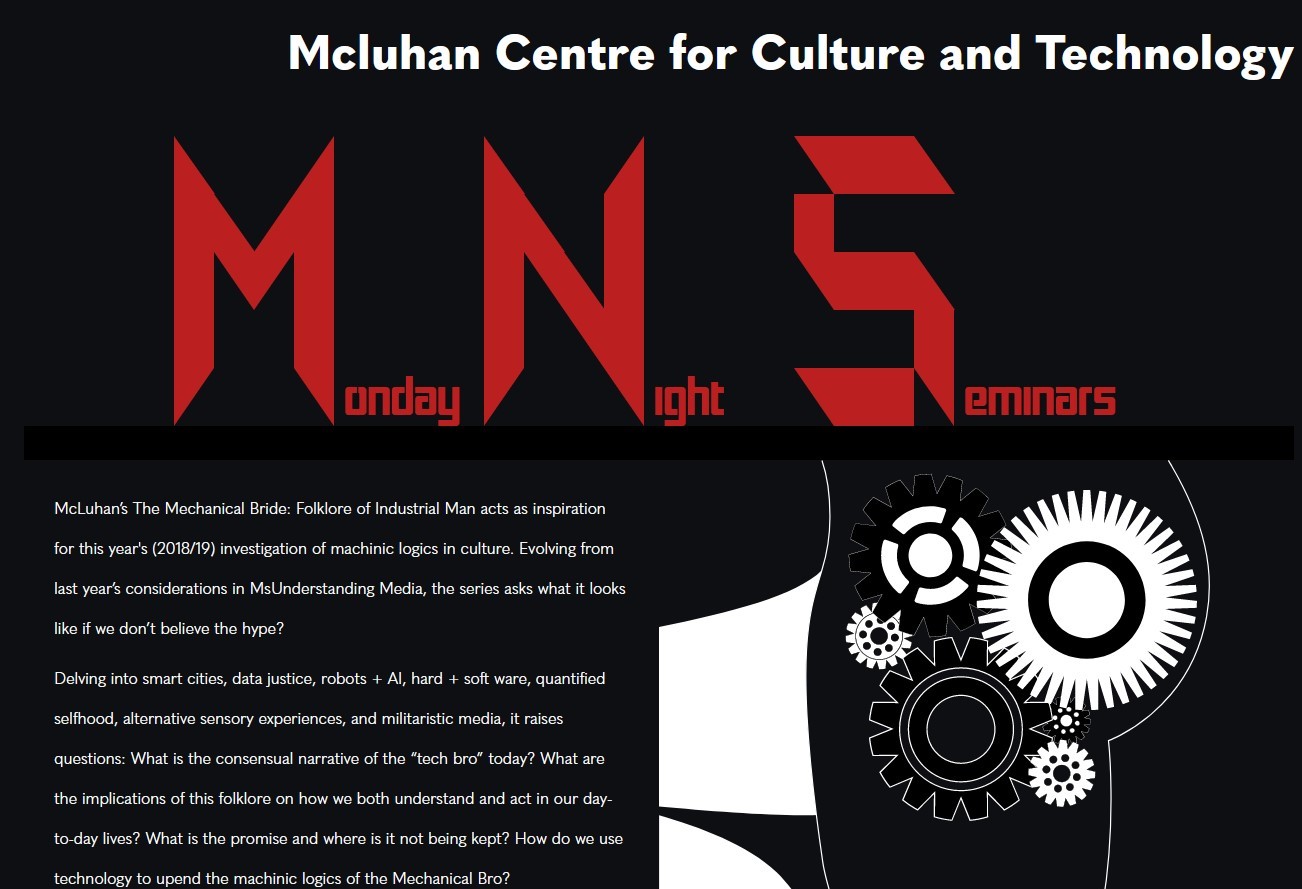 Mcluhan Centre for Culture and Technology
Monday Night Seminars
McLuhan’s The Mechanical Bride: Folklore of Industrial Man acts as inspiration
for this year's (2018/19) investigation of machinic logics in culture. Evolving from
last year’s considerations in MsUnderstanding Media, the series asks what it looks
like if we don’t believe the hype?
Delving into smart cities, data justice, robots + AI, hard + soft ware, quantified
selfhood, alternative sensory experiences, and militaristic media, it raises
questions: What is the consensual narrative of the “tech bro” today? What are
the implications of this folklore on how we both understand and act in our day-
to-day lives? What is the promise and where is it not being kept? How do we use
technology to upend the machinic logics of the Mechanical Bro?